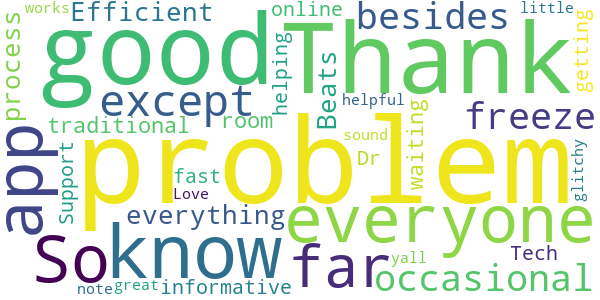 works
Efficient
online
besides
little
process
good
Thank
getting
helping
Beats
except
helpful
freeze
traditional
room
app
problem
sound
waiting
Dr
Support
fast
glitchy
Love
everything
everyone
So
know
far
Tech
yall
occasional
note
great
informative